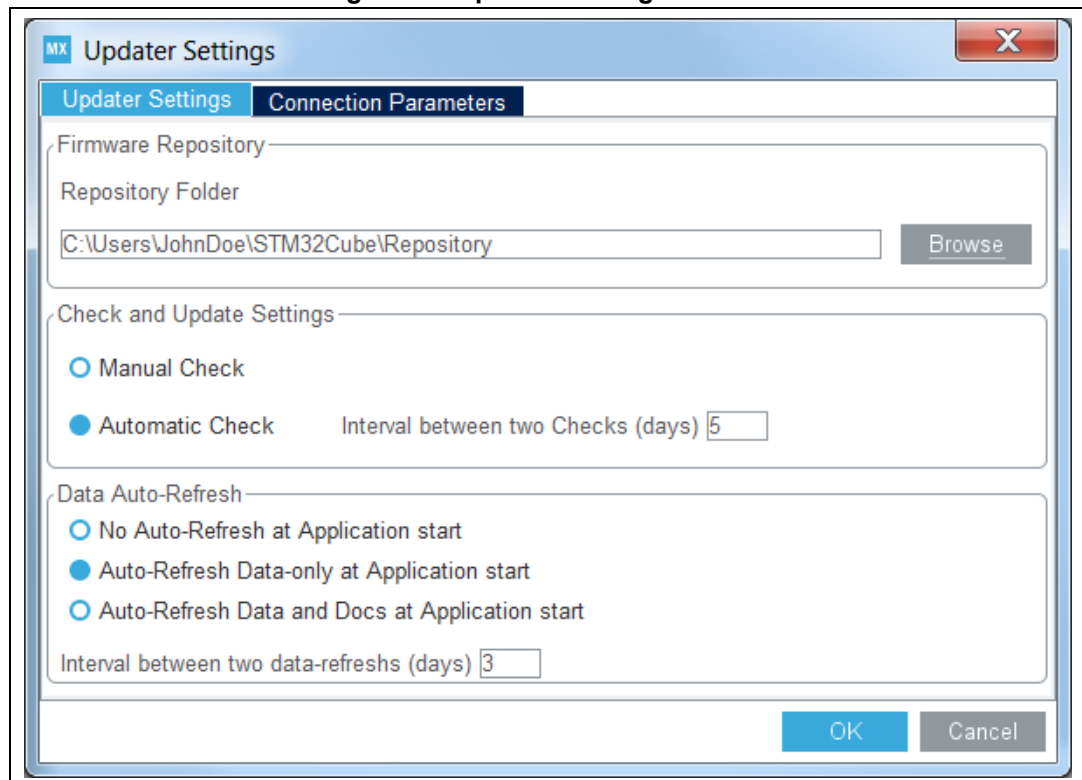 MX Updater Settings
X
Updater Settings Connection Parameters
Firmware Repository
Repository Folder
C:\Users\JohnDoe\STM32Cube\Repository Browse
Check and Update Settings
Manual Check
Automatic Check Interval between two Checks (days) 5
Data Auto-Refresh
No Auto-Refresh at Application start
Auto-Refresh Data-only at Application start
Auto-Refresh Data and Docs at Application start
Interval between two data-refreshs (days) 3
OK Cancel